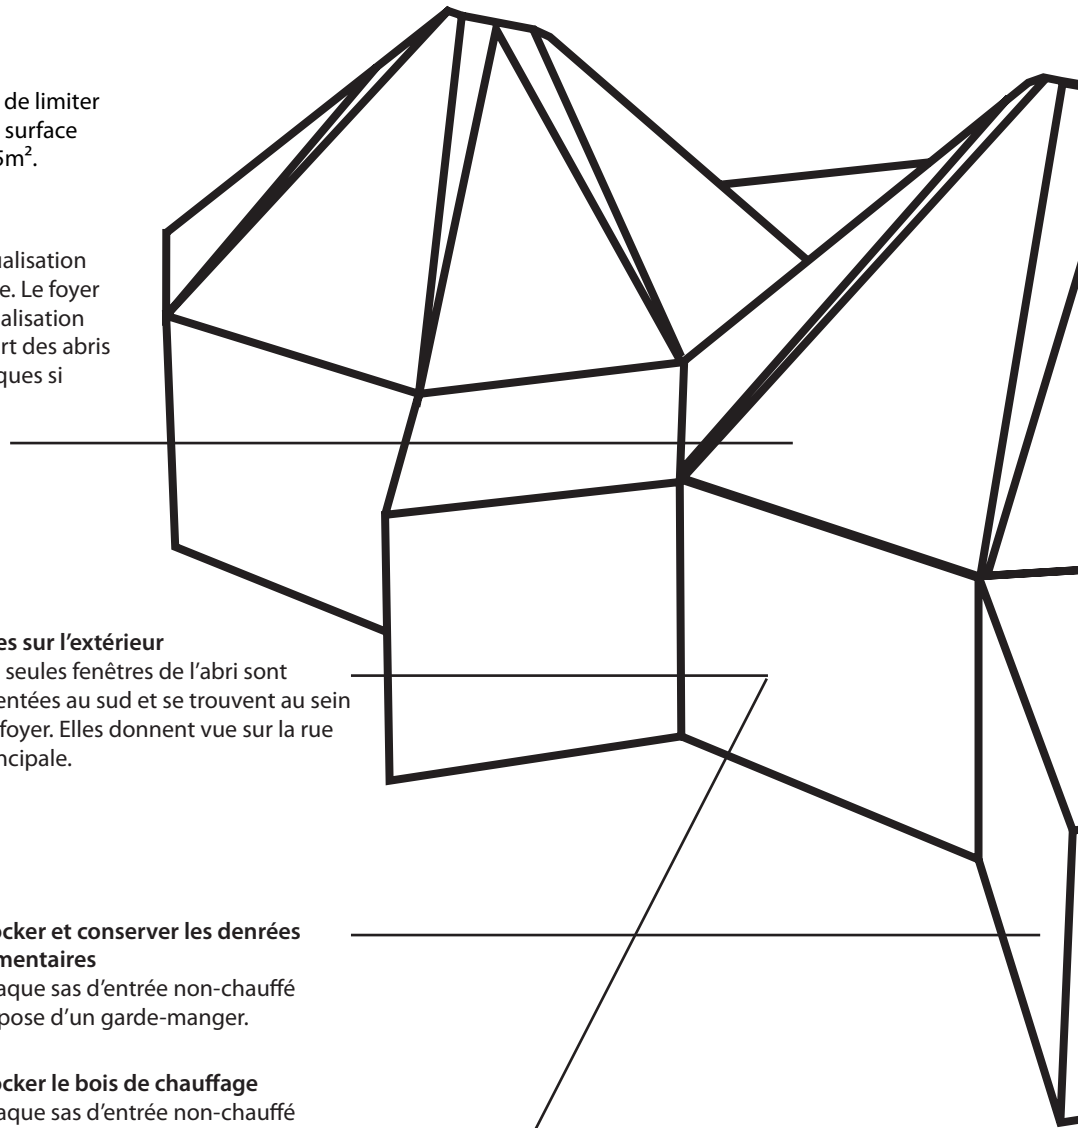 de limiter
surface
5m².
ualisation
e. Le foyer
alisation
rt des abris
ques si
es sur l’extérieur
seules fenêtres de l’abri sont
entées au sud et se trouvent au sein
foyer. Elles donnent vue sur la rue
ncipale.
ocker et conserver les denrées
mentaires
aque sas d’entrée non-chauffé
pose d’un garde-manger.
ocker le bois de chauffage
aque sas d’entrée non-chauffé